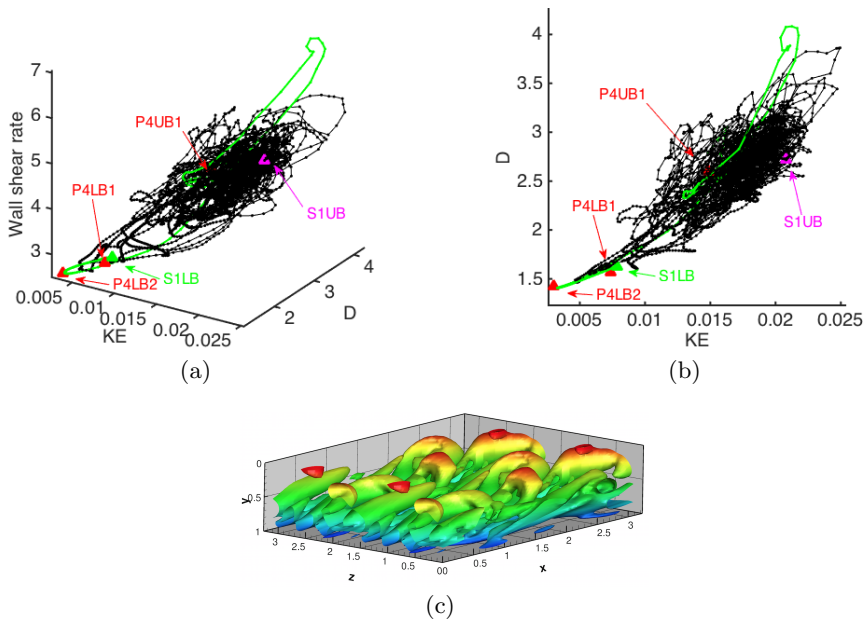 7
6
5
4
3
Wall shear rate
P4UB1
P4LB1
S1UB
S1LB
P4LB2
0.005
0.01
0.015
0.02
0.025
KE
2
3
4
D
(a)
4
3.5
3
2.5
2
1.5
D
P4UB1
P4LB1
S1UB
S1LB
P4LB2
0.005
0.01
0.015
0.02
0.025
KE
(b)
0
0.5
1
y
3
2.5
2
1.5
1
0.5
0
z
0
0.5
1
1.5
2
2.5
3
x
(c)